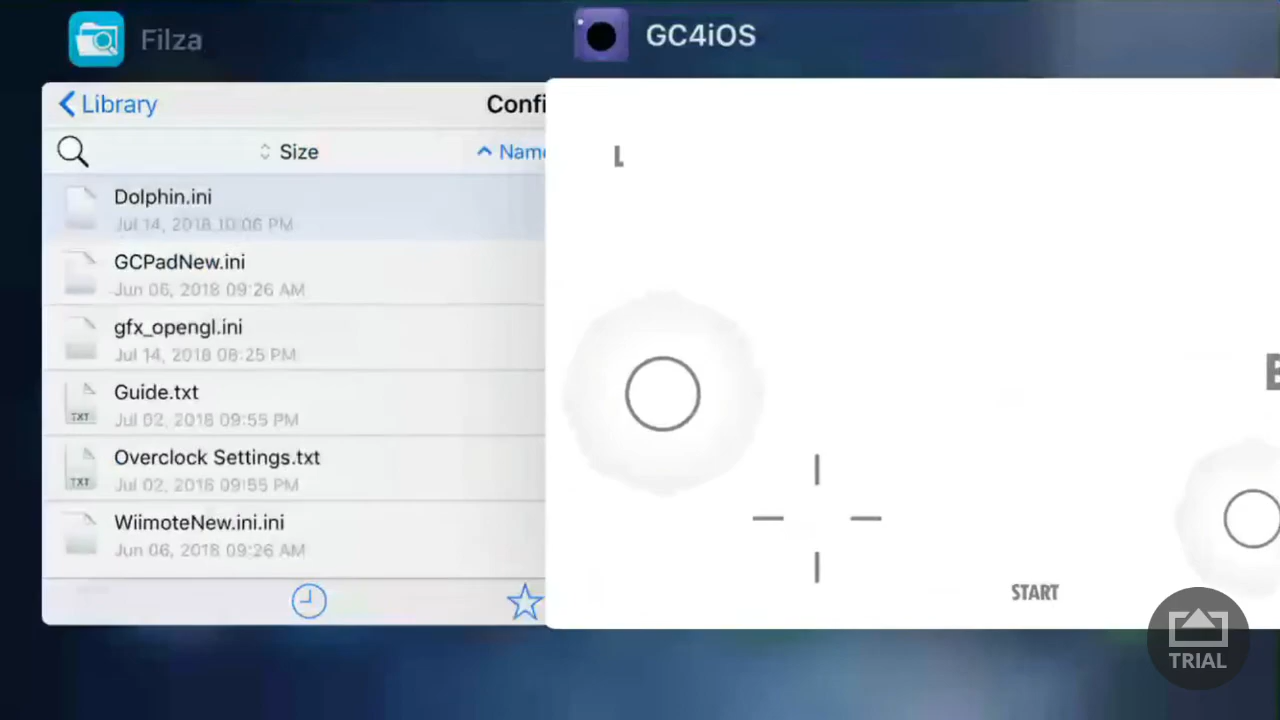 Filza
GC4iOS
Library
Confi
Size
Name
Dolphin.ini
Jul 14, 2018 10:06 PM
GCPadNew.ini
Jun 06, 2018 09:26 AM
gfx_opengl.ini
Jul 14, 2018 08:25 PM
Guide.txt
TXT
Jul 02, 2018 09:55 PM
Overclock Settings.txt
TXT
Jul 02, 2018 09:55 PM
WiimoteNew.ini.ini
Jun 06, 2018 09:26 AM
L
B
START
TRIAL